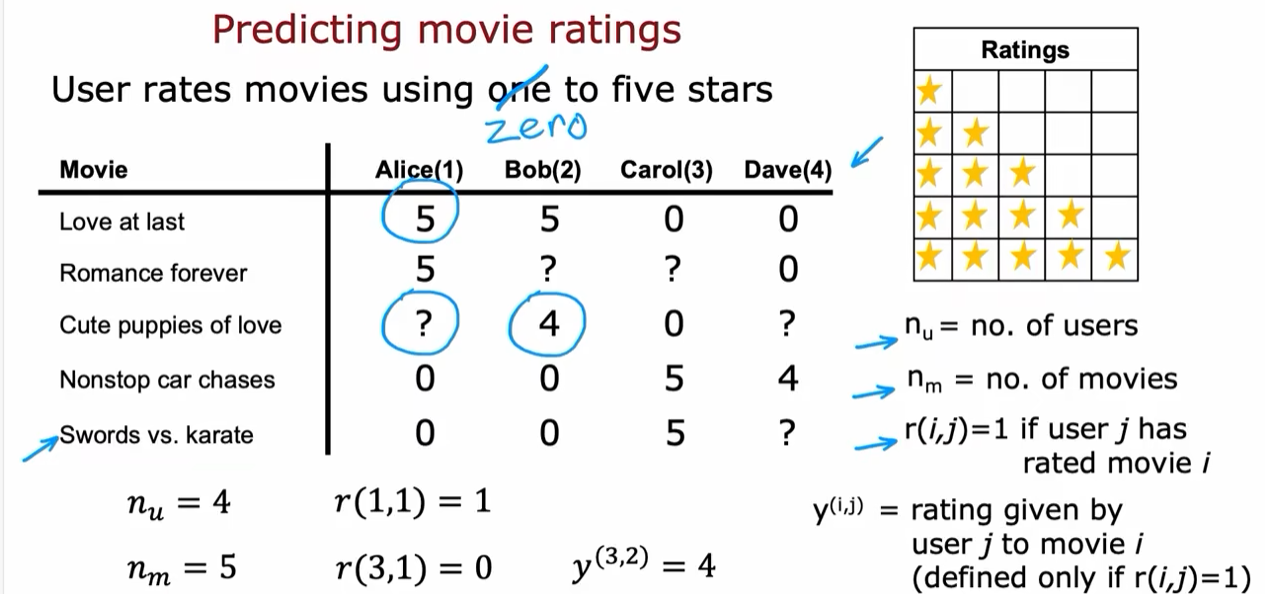 Predicting movie ratings
User rates movies using one to five stars
zero
Ratings
Movie Alice(1) Bob(2) Carol(3) Dave(4)
Love at last 5 5 0 0
Romance forever 5 ? ? 0
Cute puppies of love ? 4 0 ?
Nonstop car chases 0 0 5 4
Swords vs. karate 0 0 5 ?
n_u = no. of users
n_m = no. of movies
r(i,j)=1 if user j has
rated movie i
y^(i,j) = rating given by
user j to movie i
(defined only if r(i,j)=1)
n_u = 4 r(1,1) = 1
n_m = 5 r(3,1) = 0 y^(3,2) = 4